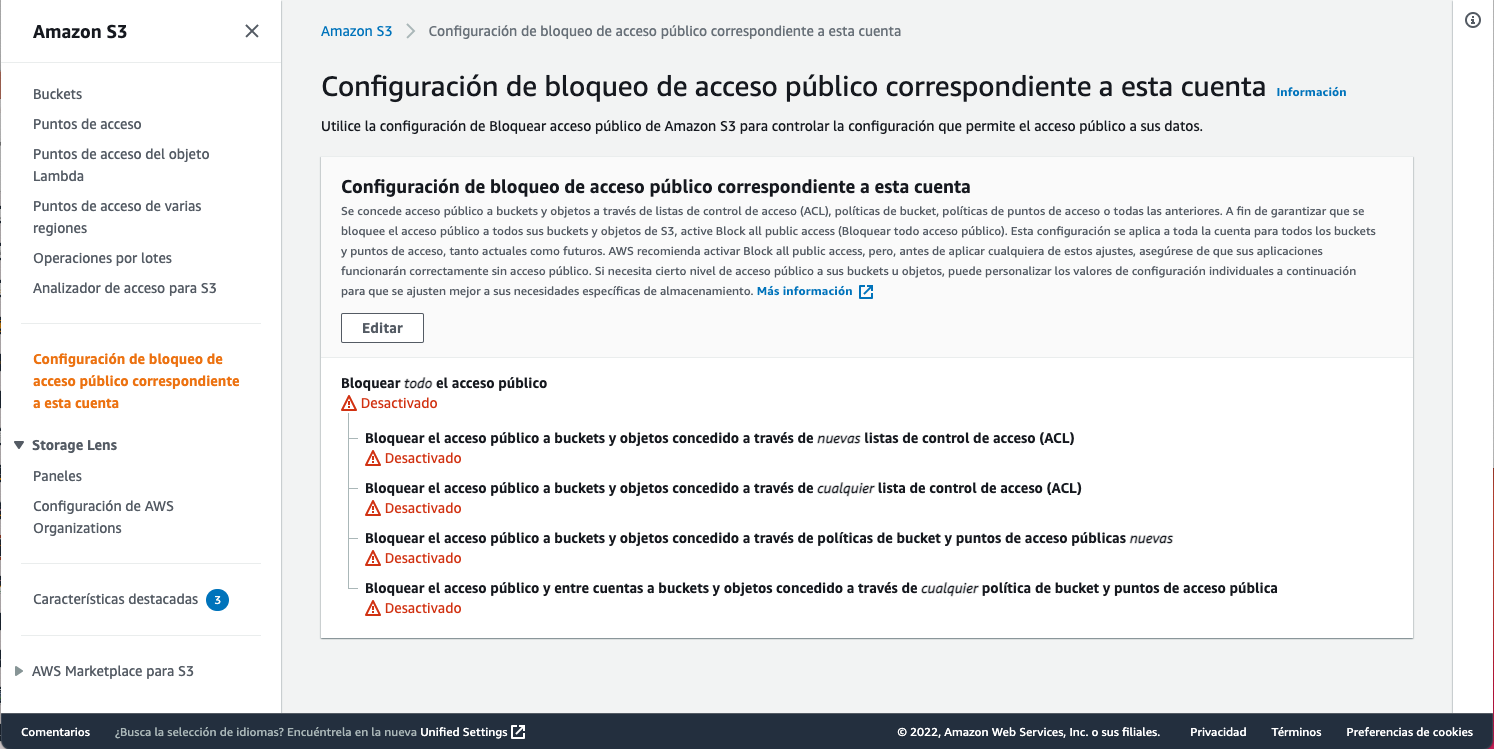 Amazon S3
Buckets
Puntos de acceso
Puntos de acceso del objeto
Lambda
Puntos de acceso de varias
regiones
Operaciones por lotes
Analizador de acceso para S3
Configuración de bloqueo de
acceso público correspondiente
a esta cuenta
Storage Lens
Paneles
Configuración de AWS
Organizations
Características destacadas 3
AWS Marketplace para S3
Amazon S3 Configuración de bloqueo de acceso público correspondiente a esta cuenta
Configuración de bloqueo de acceso público correspondiente a esta cuenta Información
Utilice la configuración de Bloquear acceso público de Amazon S3 para controlar la configuración que permite el acceso público a sus datos.
Configuración de bloqueo de acceso público correspondiente a esta cuenta
Se concede acceso público a buckets y objetos a través de listas de control de acceso (ACL), políticas de bucket, políticas de puntos de acceso o todas las anteriores. A fin de garantizar que se
bloquee el acceso público a todos sus buckets y objetos de S3, active Block all public access (Bloquear todo acceso público). Esta configuración se aplica a toda la cuenta para todos los buckets
y puntos de acceso, tanto actuales como futuros. AWS recomienda activar Block all public access, pero, antes de aplicar cualquiera de estos ajustes, asegúrese de que sus aplicaciones
funcionarán correctamente sin acceso público. Si necesita cierto nivel de acceso público a sus buckets u objetos, puede personalizar los valores de configuración individuales a continuación
para que se ajusten mejor a sus necesidades específicas de almacenamiento. Más información
Editar
Bloquear todo el acceso público
Desactivado
Bloquear el acceso público a buckets y objetos concedido a través de nuevas listas de control de acceso (ACL)
Desactivado
Bloquear el acceso público a buckets y objetos concedido a través de cualquier lista de control de acceso (ACL)
Desactivado
Bloquear el acceso público a buckets y objetos concedido a través de políticas de bucket y puntos de acceso públicas nuevas
Desactivado
Bloquear el acceso público y entre cuentas a buckets y objetos concedido a través de cualquier política de bucket y puntos de acceso pública
Desactivado
Comentarios ¿Busca la selección de idiomas? Encuéntrela en la nueva Unified Settings © 2022, Amazon Web Services, Inc. o sus filiales. Privacidad Términos Preferencias de cookies